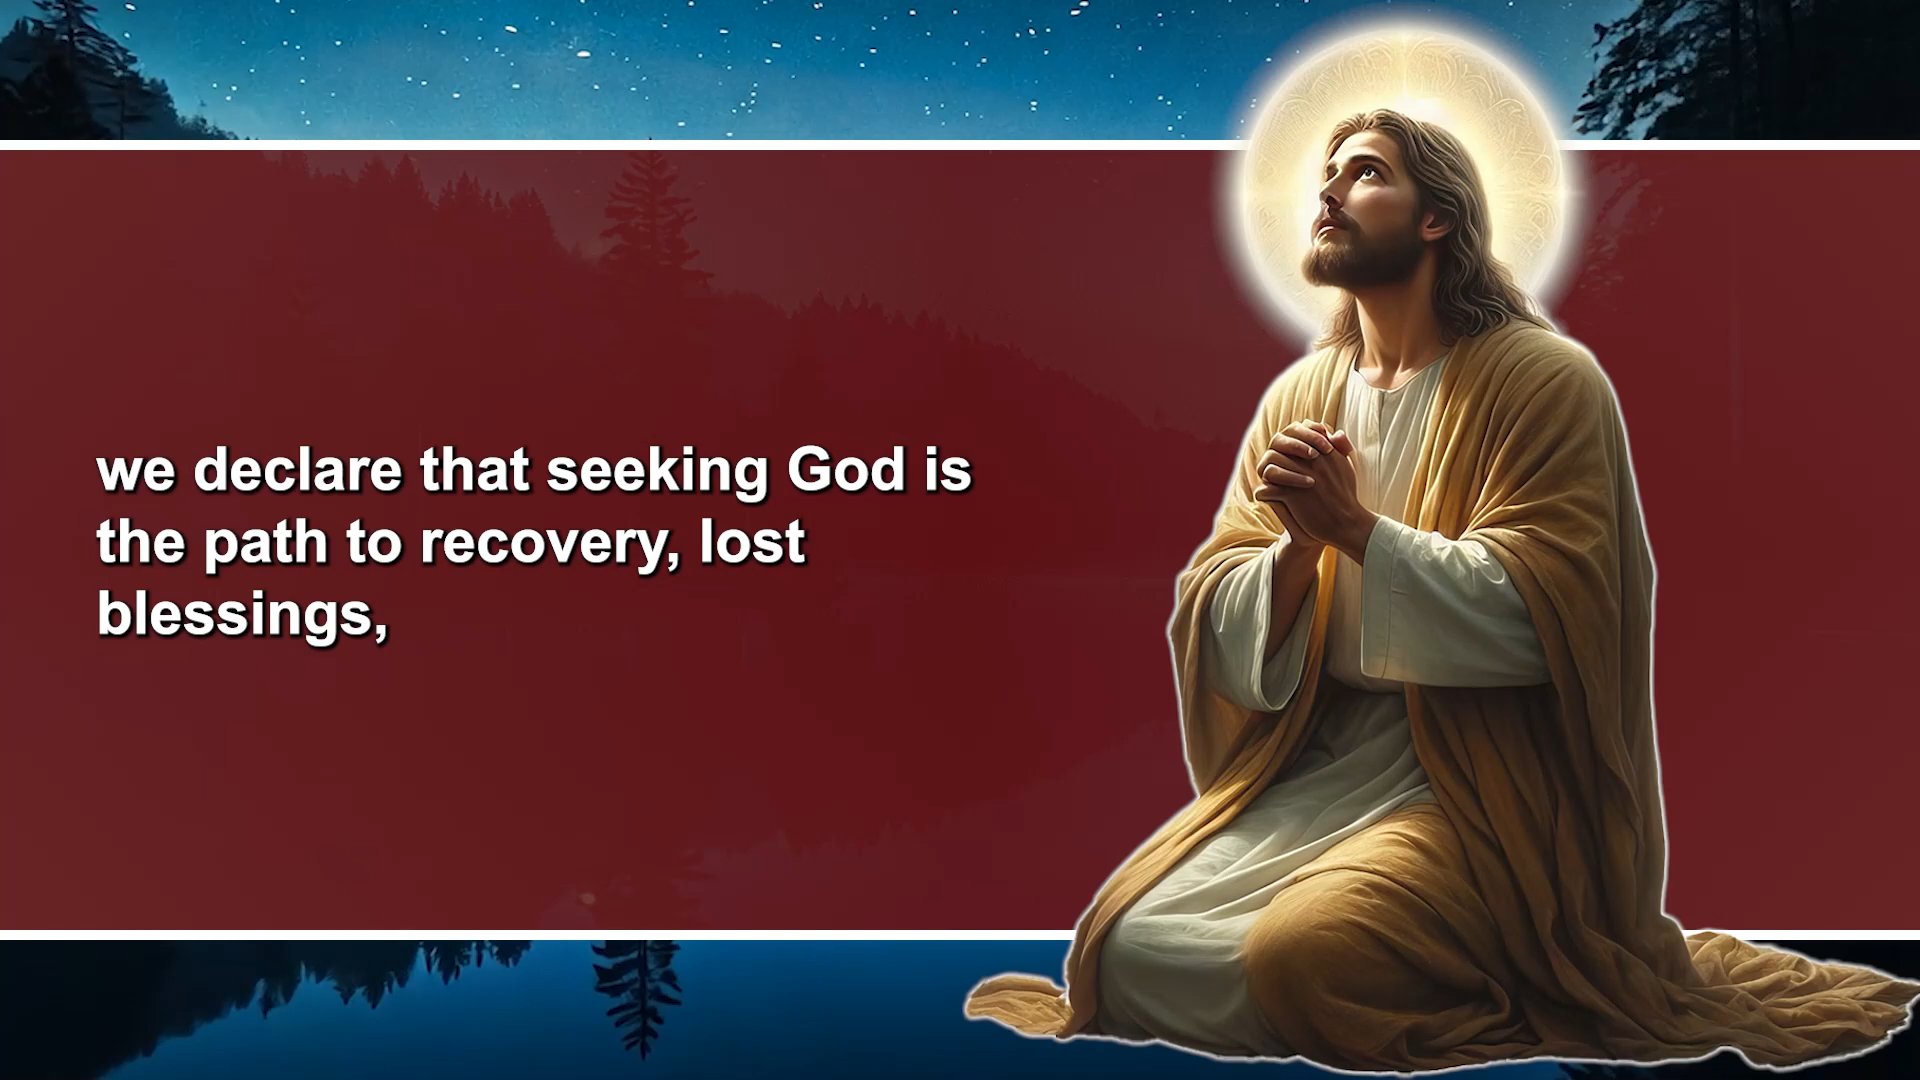 we declare that seeking God is
the path to recovery, lost
blessings,